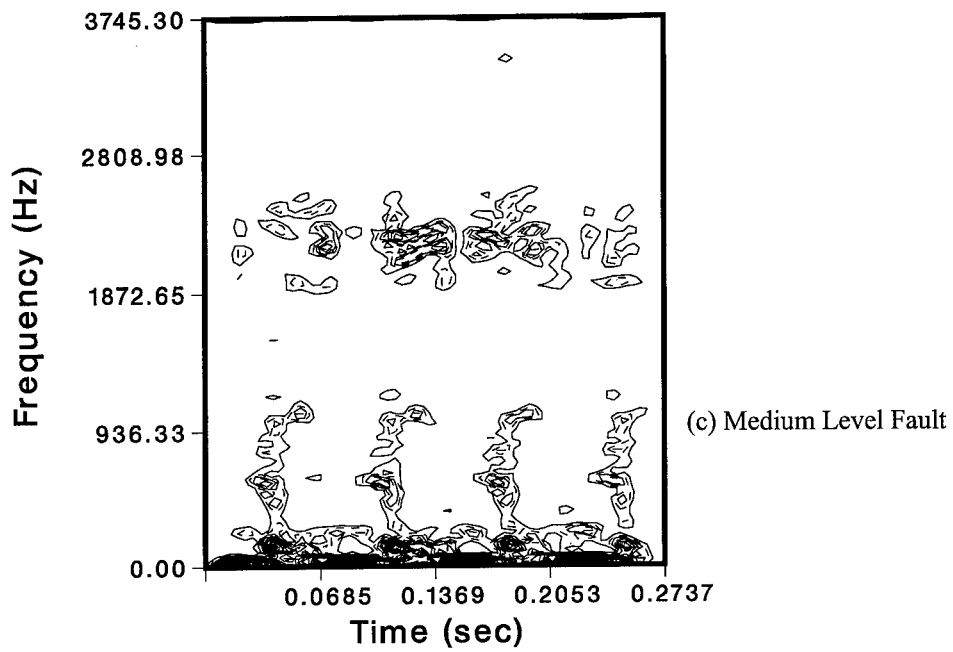 3745.30
2808.98
1872.65
936.33
0.00
Frequency (Hz)
0.0685 0.1369 0.2053 0.2737
Time (sec)
(c) Medium Level Fault